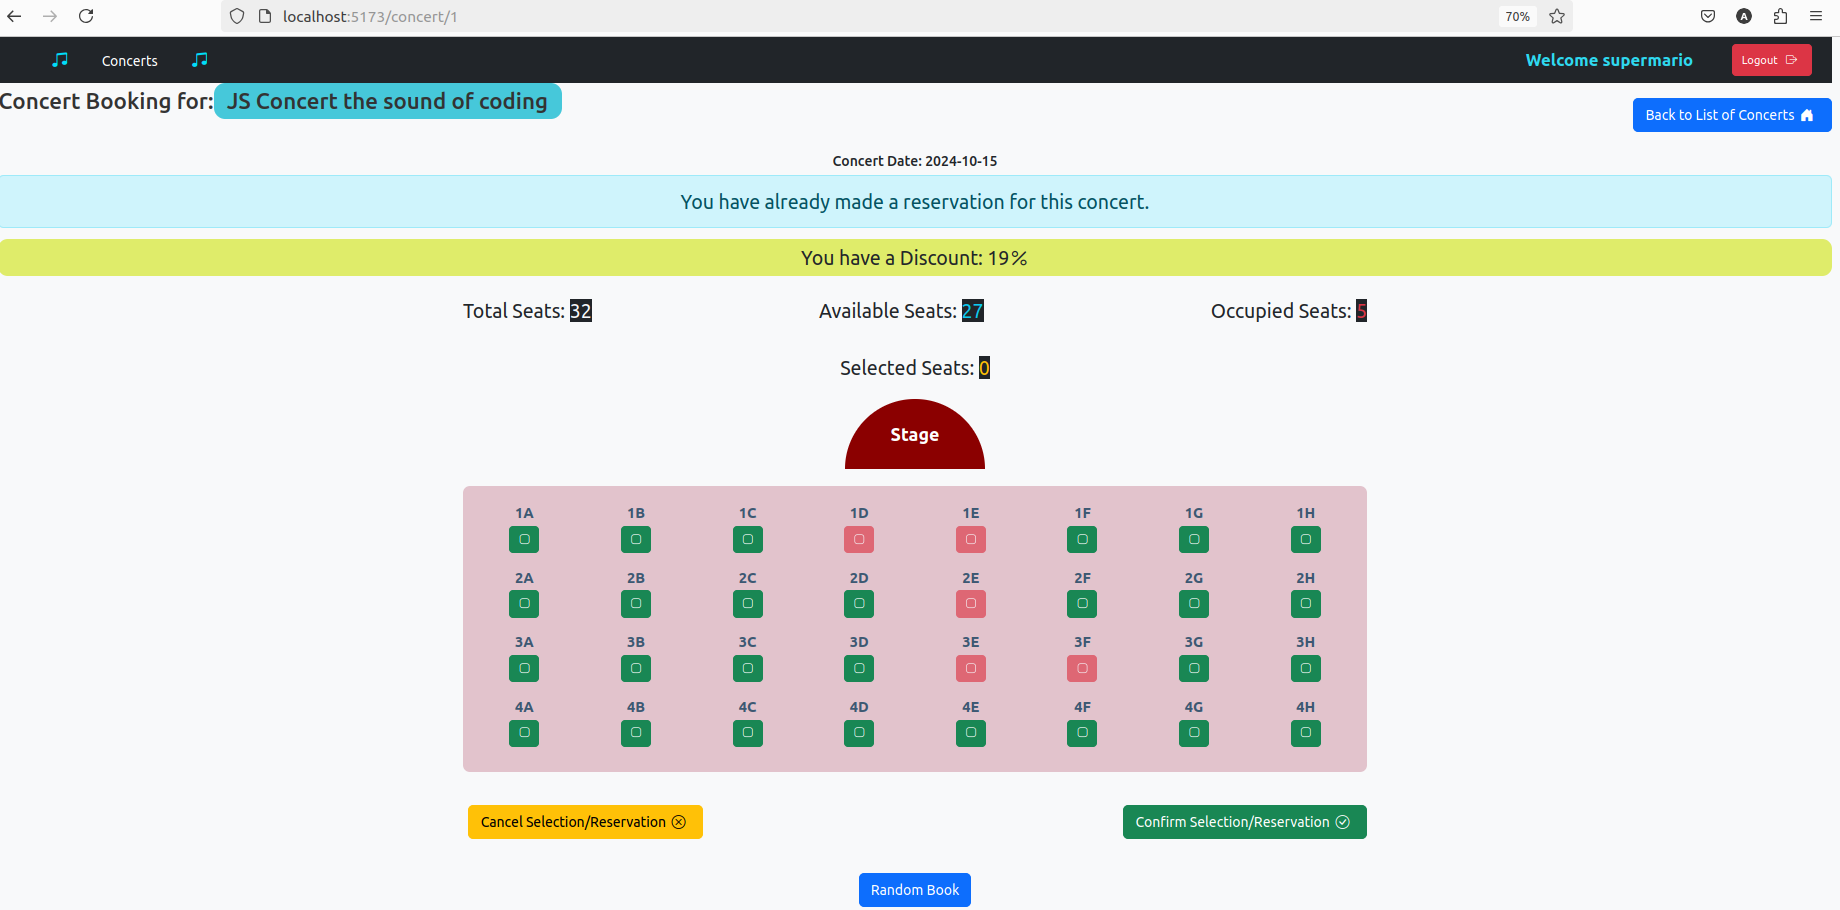 localhost:5173/concert/1
70%
A
Concerts
Welcome supermario
Logout
Concert Booking for: JS Concert the sound of coding
Back to List of Concerts
Concert Date: 2024-10-15
You have already made a reservation for this concert.
You have a Discount: 19%
Total Seats: 32 Available Seats: 27 Occupied Seats: 5
Selected Seats: 0
Stage
1A 1B 1C 1D 1E 1F 1G 1H
2A 2B 2C 2D 2E 2F 2G 2H
3A 3B 3C 3D 3E 3F 3G 3H
4A 4B 4C 4D 4E 4F 4G 4H
Cancel Selection/Reservation
Confirm Selection/Reservation
Random Book